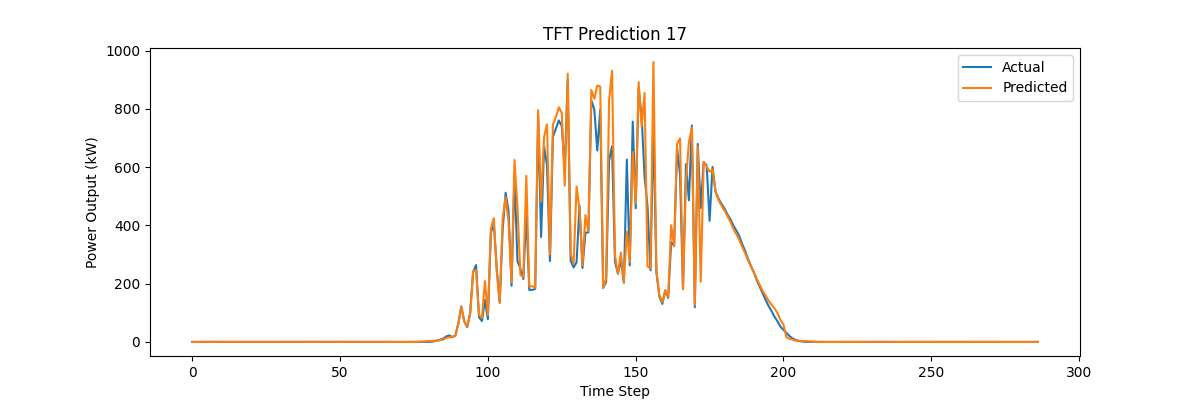 TFT Prediction 17
Actual
Predicted
Power Output (kW)
1000
800
600
400
200
0
0 50 100 150 200 250 300
Time Step